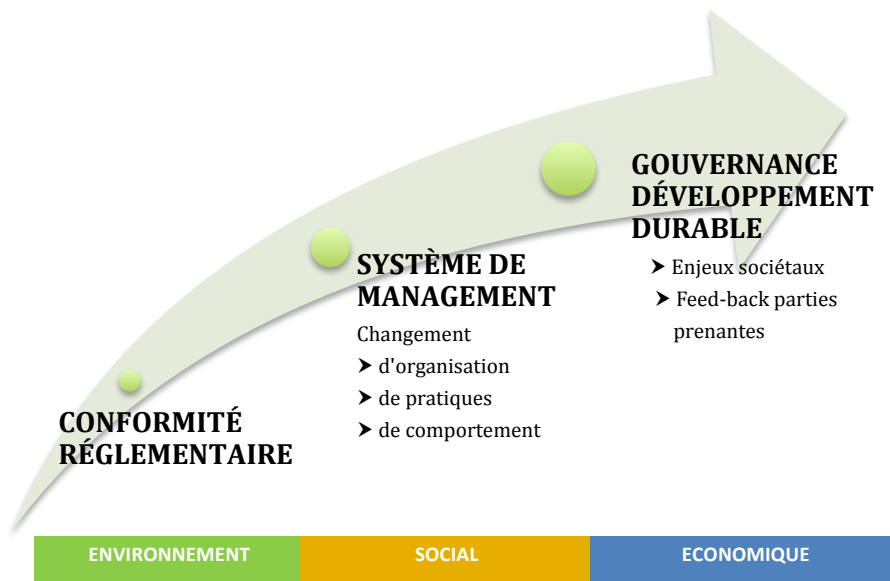 GOUVERNANCE
DÉVELOPPEMENT
DURABLE
➤ Enjeux sociétaux
➤ Feed-back parties
prenantes
SYSTÈME DE
MANAGEMENT
Changement
➤ d'organisation
➤ de pratiques
➤ de comportement
CONFORMITÉ
RÉGLEMENTAIRE
ENVIRONNEMENT
SOCIAL
ECONOMIQUE